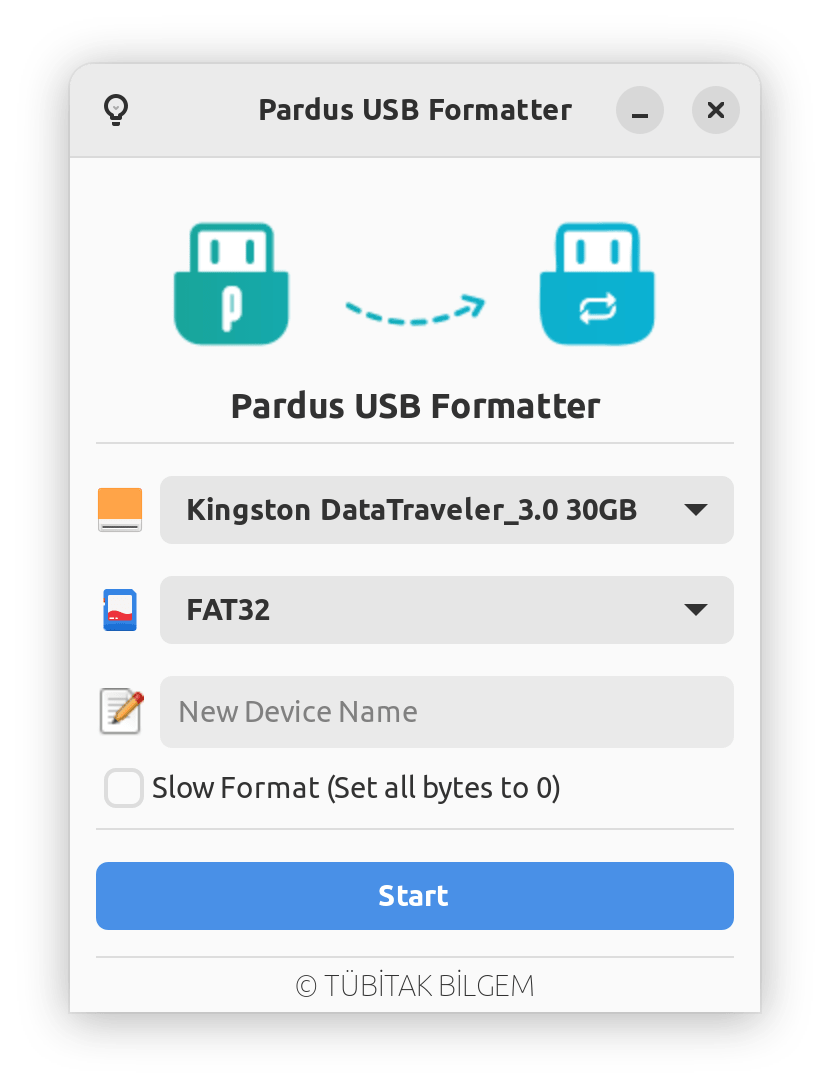 Pardus USB Formatter
Pardus USB Formatter
Kingston DataTraveler_3.0 30GB
FAT32
New Device Name
Slow Format (Set all bytes to 0)
Start
© TÜBİTAK BİLGEM